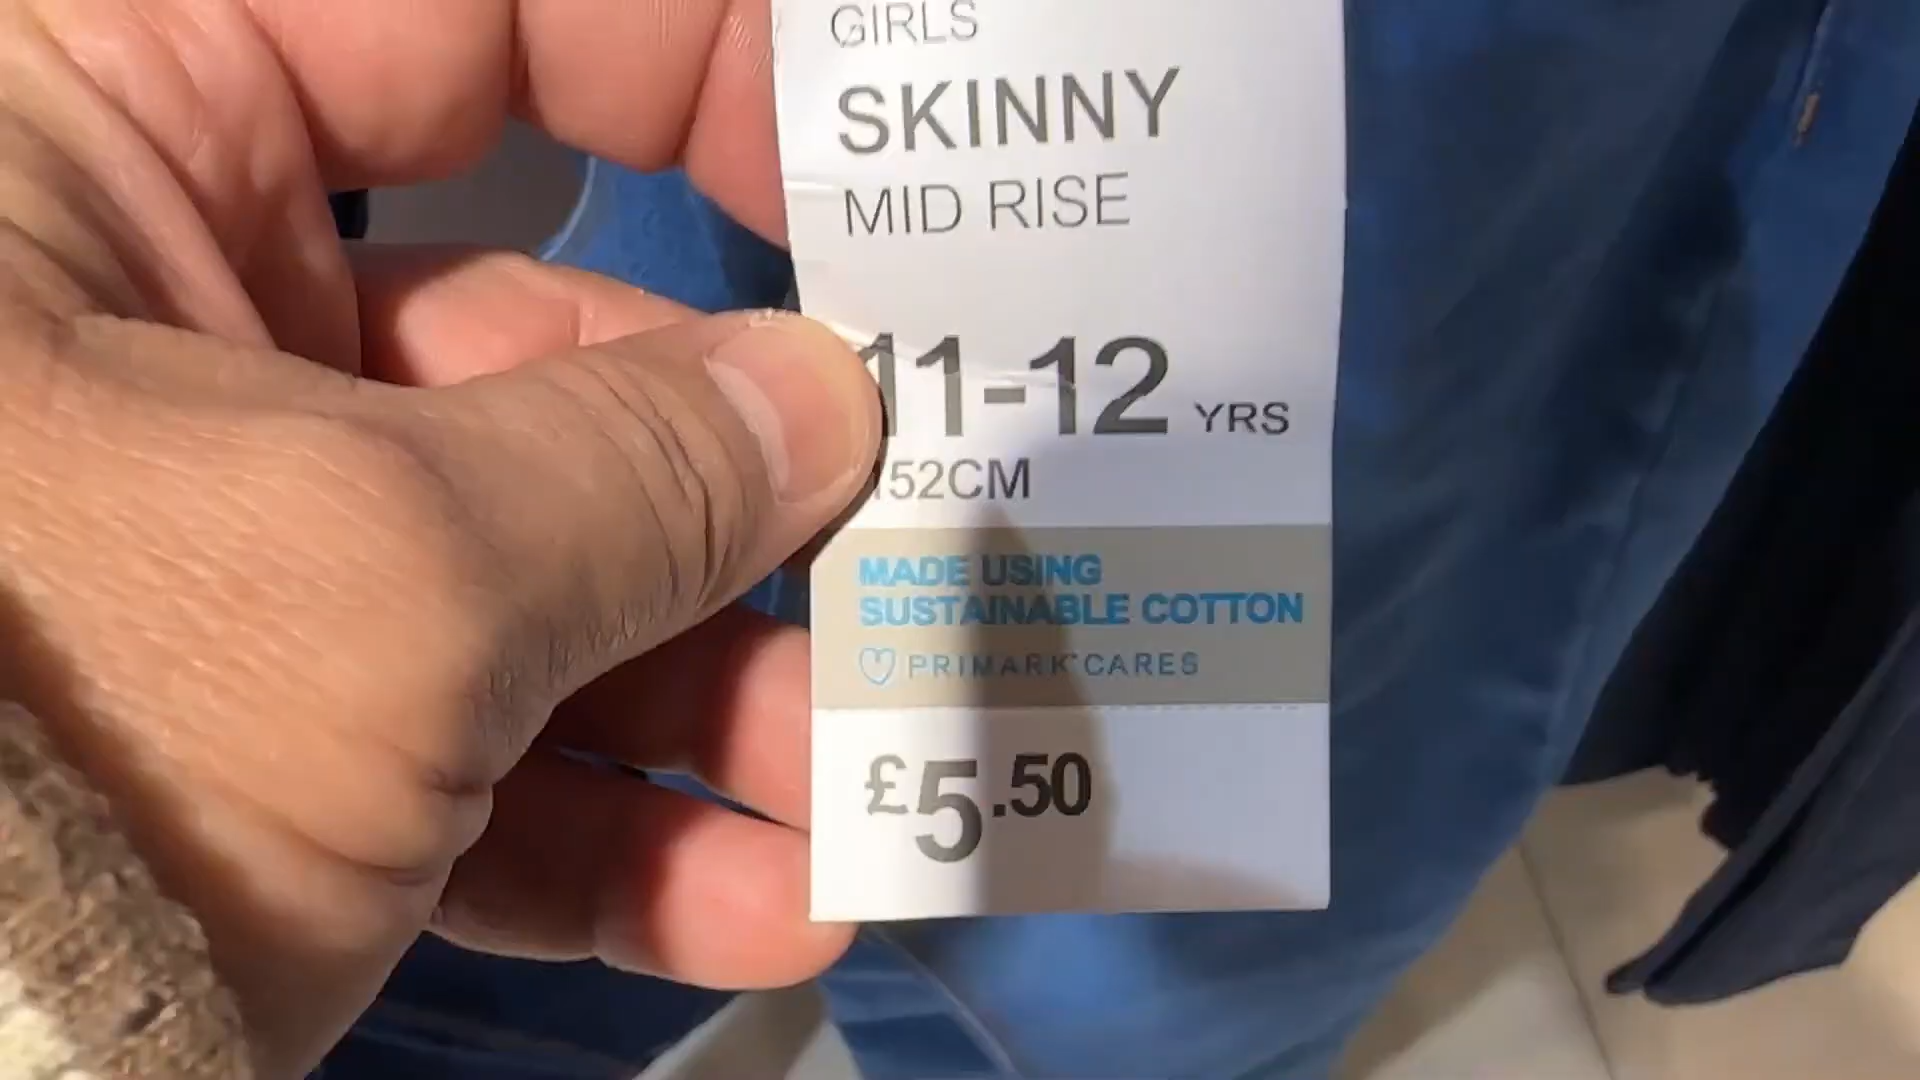 GIRLS
SKINNY
MID RISE
11-12 YRS
152CM
MADE USING
SUSTAINABLE COTTON
PRIMARK CARES
£5.50